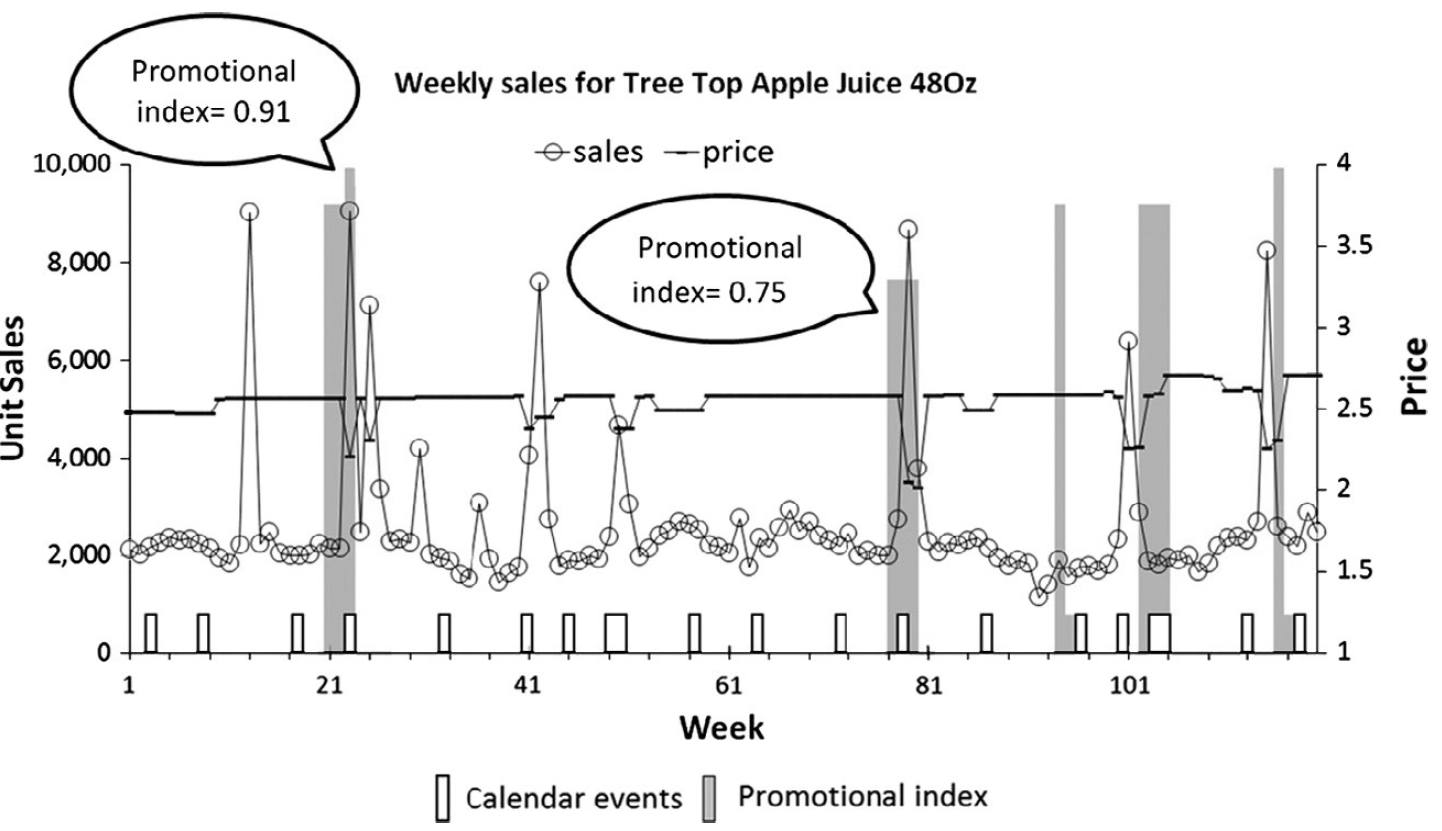 Promotional
index= 0.91
Weekly sales for Tree Top Apple Juice 48Oz
sales price
10,000
8,000
6,000
4,000
2,000
0
Unit Sales
Promotional
index= 0.75
4
3.5
3
2.5
2
1.5
1
Price
1 21 41 61 81 101
Week
Calendar events Promotional index